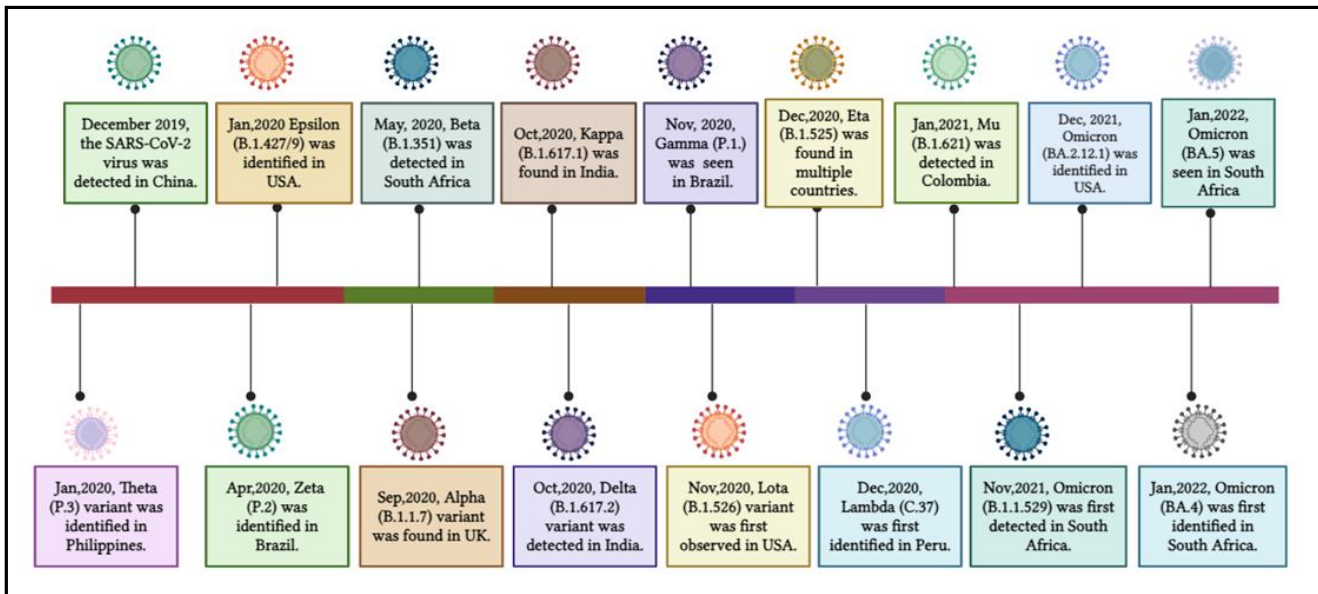 December 2019,
the SARS-CoV-2
virus was
detected in China.
Jan,2020 Epsilon
(B.1.427/9) was
identified in
USA.
May, 2020, Beta
(B.1.351) was
detected in
South Africa
Oct,2020, Kappa
(B.1.617.1) was
found in India.
Nov, 2020,
Gamma (P.1.)
was seen
in Brazil.
Dec,2020, Eta
(B.1.525) was
found in
multiple
countries.
Jan,2021, Mu
(B.1.621) was
detected in
Colombia.
Dec, 2021,
Omicron
(BA.2.12.1) was
identified in
USA.
Jan,2022,
Omicron
(BA.5) was
seen in South
Africa
Jan,2020, Theta
(P.3) variant was
identified in
Philippines.
Apr,2020, Zeta
(P.2) was
identified in
Brazil.
Sep,2020, Alpha
(B.1.1.7) variant
was found in UK.
Oct,2020, Delta
(B.1.617.2)
variant was
detected in India.
Nov,2020, Lota
(B.1.526) variant
was first
observed in USA.
Dec,2020,
Lambda (C.37)
was first
identified in Peru.
Nov,2021, Omicron
(B.1.1.529) was first
detected in South
Africa.
Jan,2022, Omicron
(BA.4) was first
identified in
South Africa.